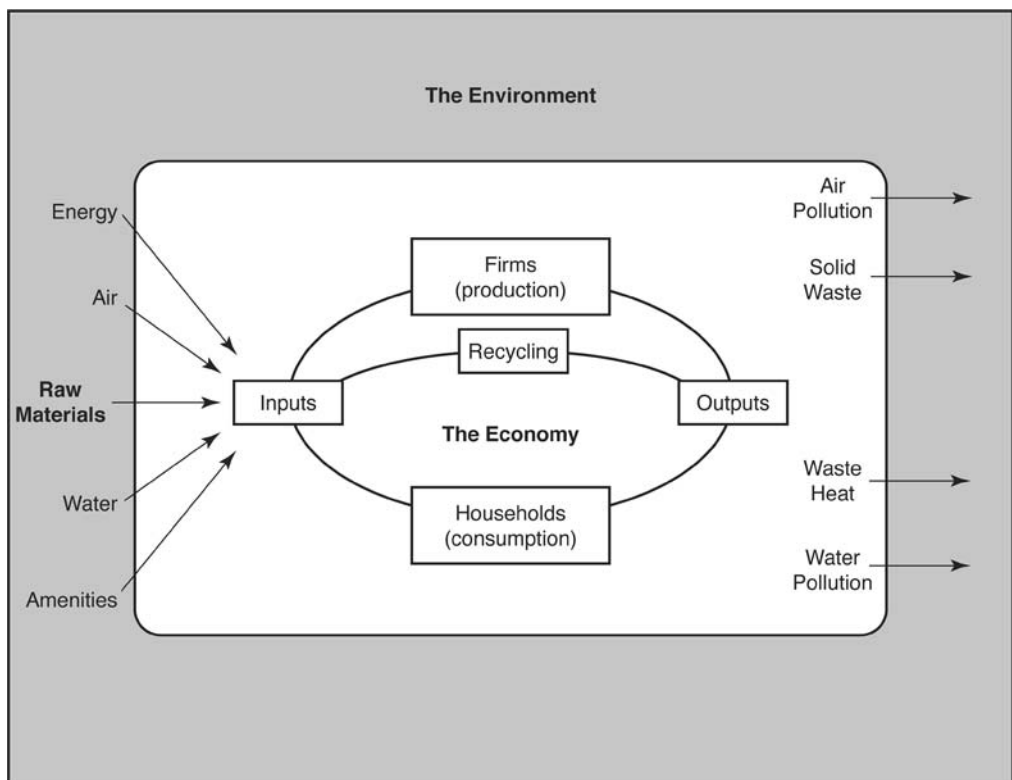 The Environment
Energy
Air
Raw
Materials
Water
Amenities
Firms
(production)
Recycling
Inputs
Outputs
The Economy
Households
(consumption)
Air
Pollution
Solid
Waste
Waste
Heat
Water
Pollution